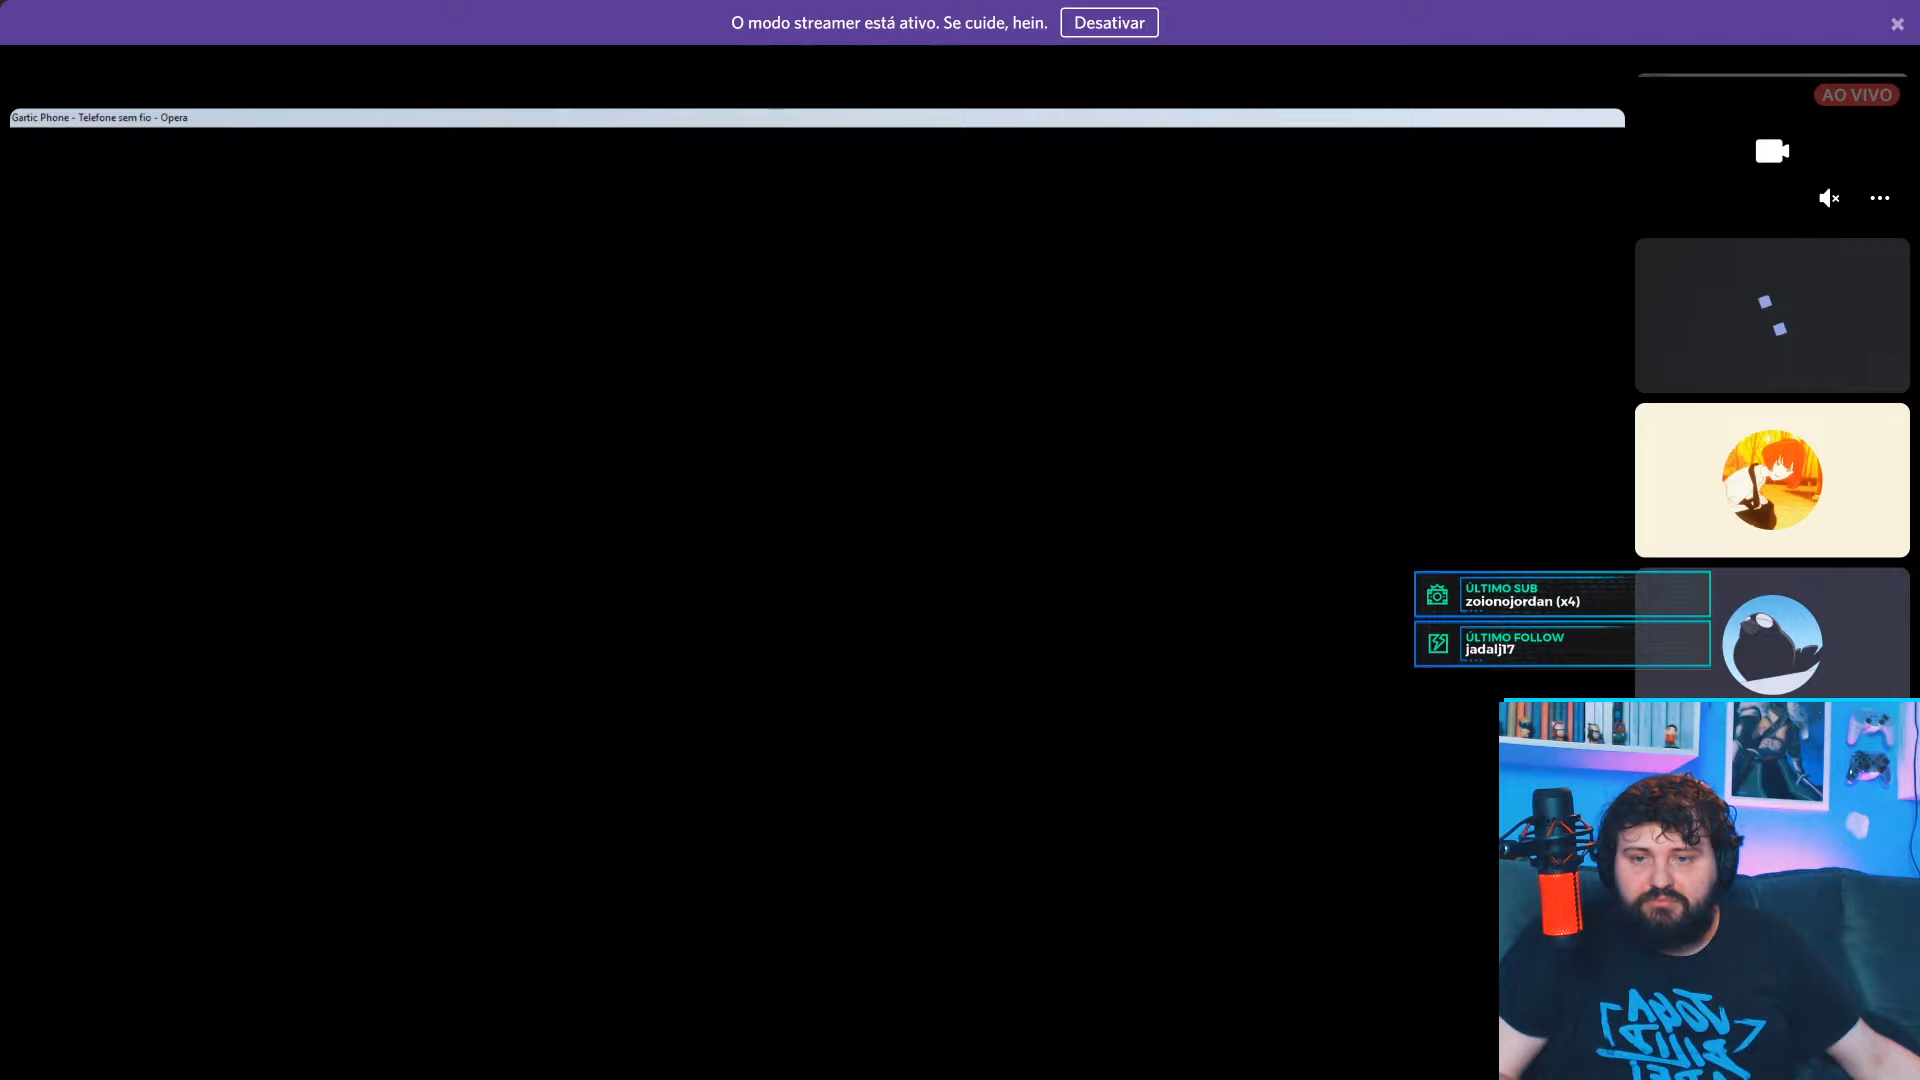 O modo streamer está ativo. Se cuide, hein.
Desativar
Gartic Phone - Telefone sem fio - Opera
AO VIVO
ÚLTIMO SUB
zoionojordan (x4)
ÚLTIMO FOLLOW
jadalj17